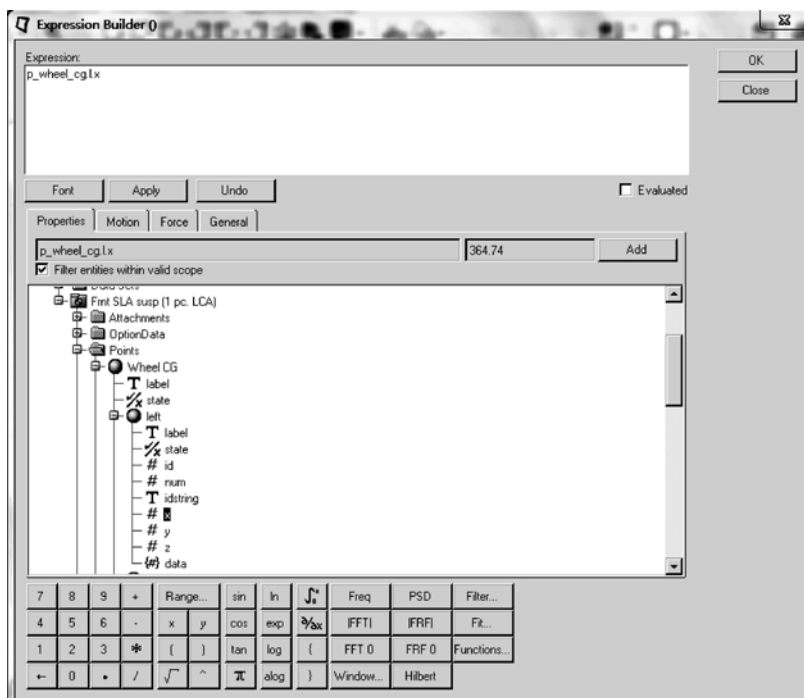 Expression Builder ()
Expression:
p_wheel_cg.l.x
OK
Close
Font Apply Undo
Evaluated
Properties Motion Force General
p_wheel_cg.l.x 364.74 Add
Filter entities within valid scope
Data Sets
Frnt SLA susp (1 pc. LCA)
Attachments
OptionData
Points
Wheel CG
T label
state
left
T label
state
# id
# num
T idstring
# x
# y
# z
{#} data
7 8 9 + Range... sin ln ∫ Freq PSD Filter...
4 5 6 - x y cos exp ∂/∂x |FFT| |FRF| Fit...
1 2 3 * ( ) tan log { FFT 0 FRF 0 Functions...
← 0 • / √ ^ π alog } Window... Hilbert